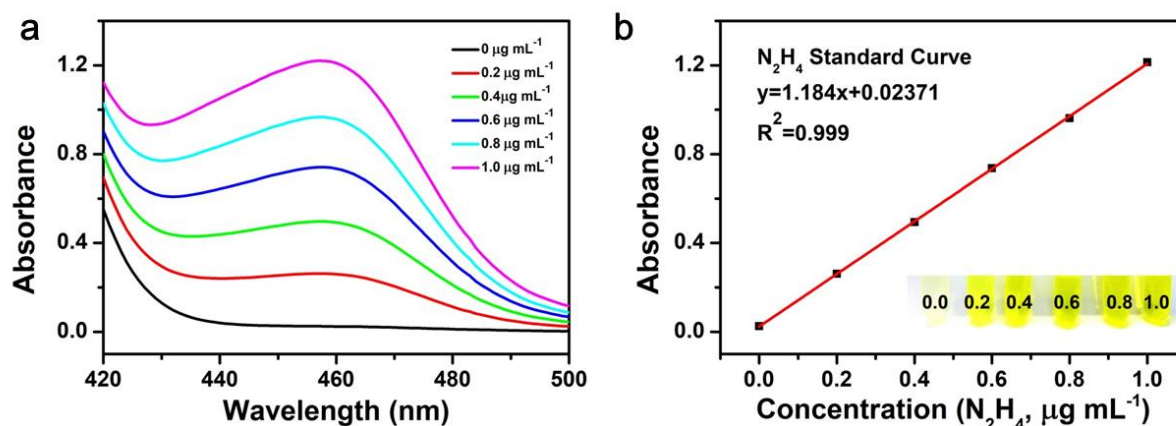 a
1.2
0.8
0.4
0.0
Absorbance
420
440
460
480
500
Wavelength (nm)
0 μg mL⁻¹
0.2 μg mL⁻¹
0.4μg mL⁻¹
0.6 μg mL⁻¹
0.8 μg mL⁻¹
1.0 μg mL⁻¹
b
1.2
0.8
0.4
0.0
Absorbance
N₂H₄ Standard Curve
y=1.184x+0.02371
R²=0.999
0.0 0.2 0.4 0.6 0.8 1.0
0.0
0.2
0.4
0.6
0.8
1.0
Concentration (N₂H₄, μg mL⁻¹)